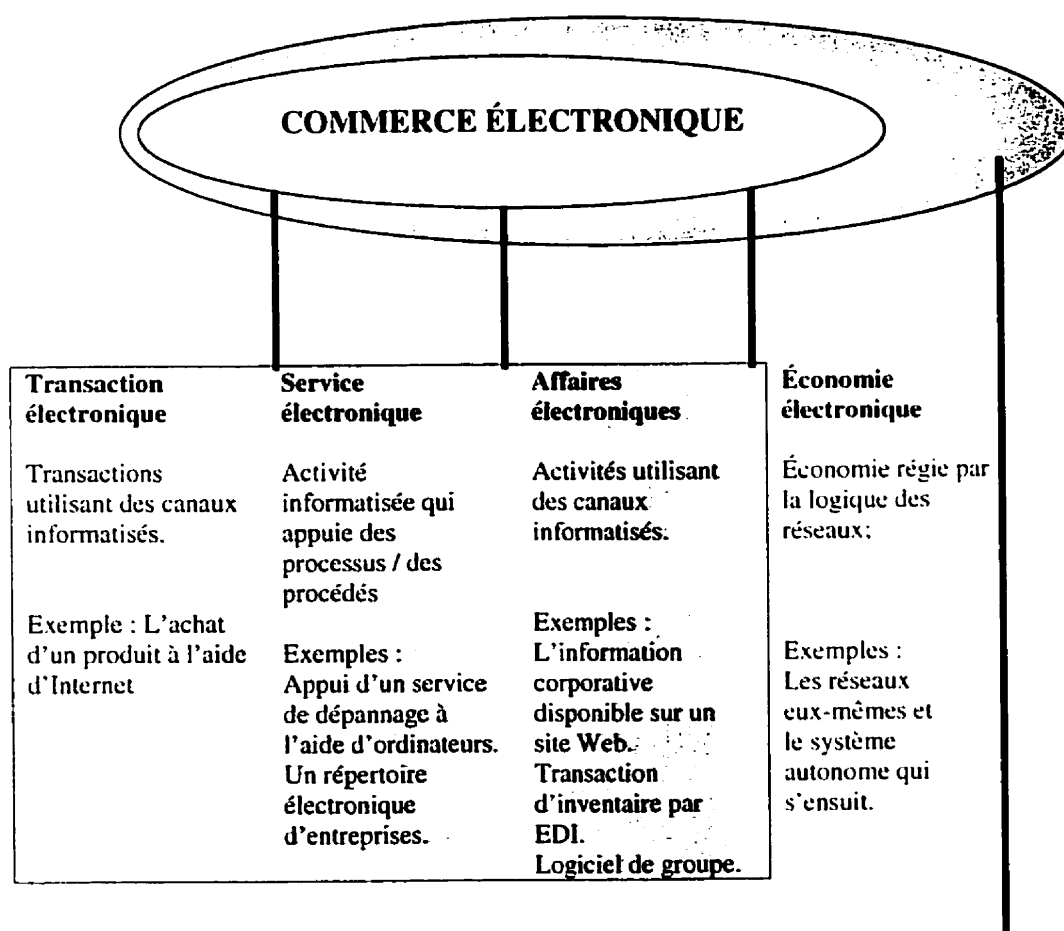 COMMERCE ÉLECTRONIQUE
Transaction
électronique
Transactions
utilisant des canaux
informatisés.
Exemple : L'achat
d'un produit à l'aide
d'Internet
Service
électronique
Activité
informatisée qui
appuie des
processus / des
procédés
Exemples :
Appui d'un service
de dépannage à
l'aide d'ordinateurs.
Un répertoire
électronique
d'entreprises.
Affaires
électroniques
Activités utilisant
des canaux
informatisés.
Exemples :
L'information
corporative
disponible sur un
site Web.
Transaction
d'inventaire par
EDI.
Logiciel de groupe.
Économie
électronique
Économie régie par
la logique des
réseaux;
Exemples :
Les réseaux
eux-mêmes et
le système
autonome qui
s'ensuit.